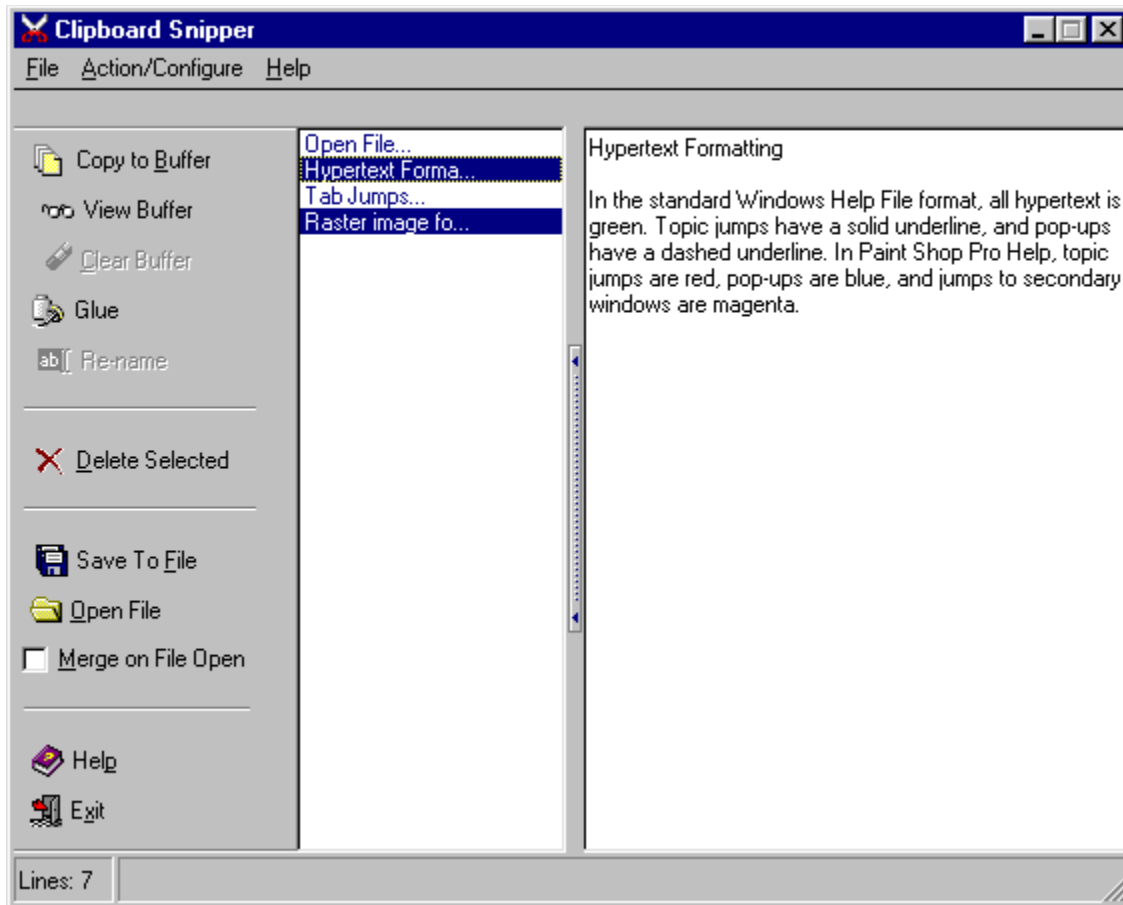 Clipboard Snipper
File Action/Configure Help
Copy to Buffer
View Buffer
Clear Buffer
Glue
ab Re-name
Delete Selected
Save To File
Open File
Merge on File Open
Help
Exit
Open File...
Hypertext Forma...
Tab Jumps...
Raster image fo...
Hypertext Formatting
In the standard Windows Help File format, all hypertext is
green. Topic jumps have a solid underline, and pop-ups
have a dashed underline. In Paint Shop Pro Help, topic
jumps are red, pop-ups are blue, and jumps to secondary
windows are magenta.
Lines: 7